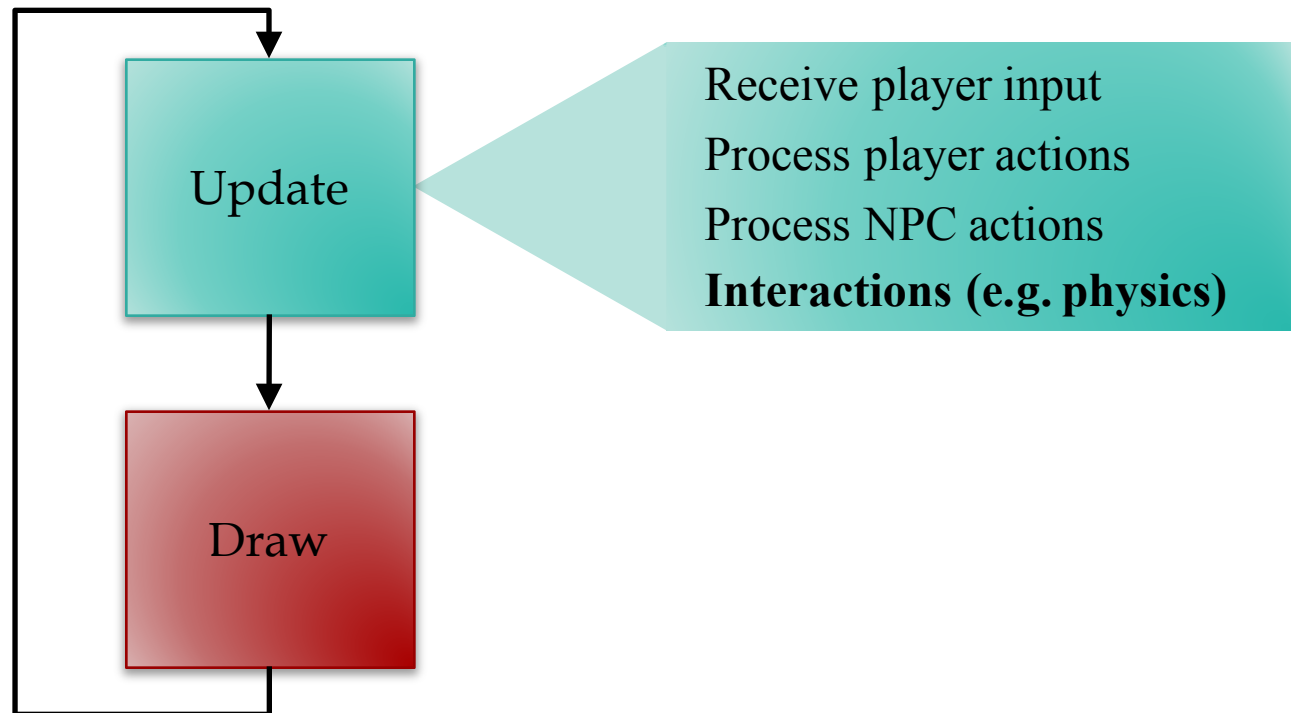 Update
Receive player input
Process player actions
Process NPC actions
Interactions (e.g. physics)
Draw